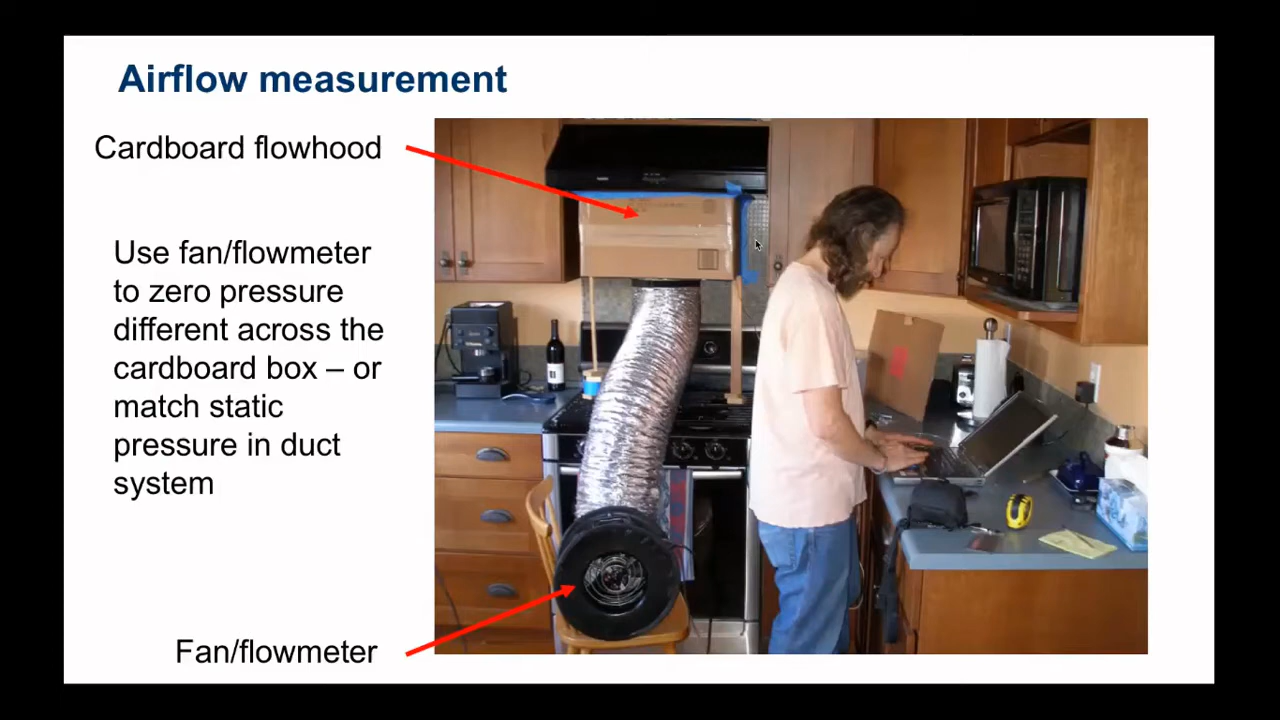 Airflow measurement
Cardboard flowhood
Use fan/flowmeter
to zero pressure
different across the
cardboard box – or
match static
pressure in duct
system
Fan/flowmeter